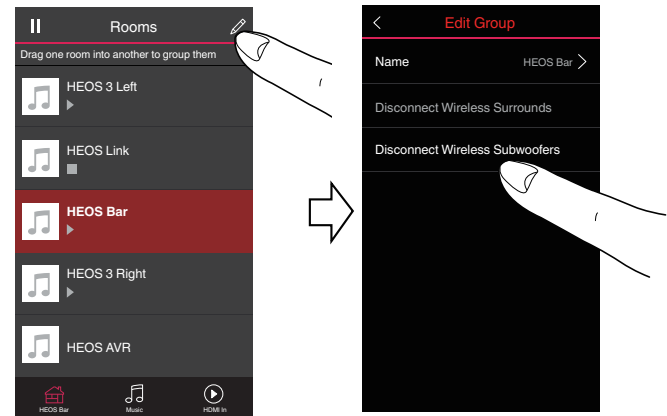 Rooms
Drag one room into another to group them
HEOS 3 Left
HEOS Link
HEOS Bar
HEOS 3 Right
HEOS AVR
HEOS Bar
Music
HDMI In
Edit Group
Name
HEOS Bar
Disconnect Wireless Surrounds
Disconnect Wireless Subwoofers